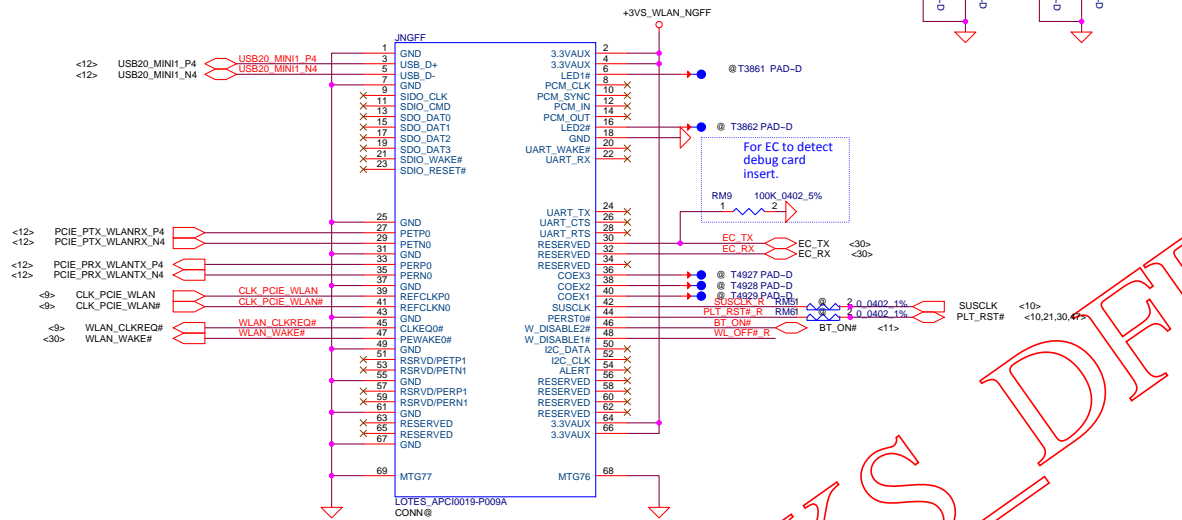 +3VS_WLAN_NGFF
JNGFF
1 GND
3 USB_D+
5 USB_D-
7 GND
9 SIDO_CLK
11 SDIO_CMD
13 SDO_DAT0
15 SDO_DAT1
17 SDO_DAT2
19 SDO_DAT3
21 SDIO_WAKE#
23 SDIO_RESET#
25 GND
27 PETP0
29 PETN0
31 GND
33 PERP0
35 PERN0
37 GND
39 REFCLKP0
41 REFCLKN0
43 GND
45 CLKEQ0#
47 PEWAKE0#
49 GND
51 RSRVD/PETP1
53 RSRVD/PETN1
55 GND
57 RSRVD/PERP1
59 RSRVD/PERN1
61 GND
63 RESERVED
65 RESERVED
67 GND
69 MTG77
3.3VAUX 2
3.3VAUX 4
LED1# 6
PCM_CLK 8
PCM_SYNC 10
PCM_IN 12
PCM_OUT 14
LED2# 16
GND 18
UART_WAKE# 20
UART_RX 22
UART_TX 24
UART_CTS 26
UART_RTS 28
RESERVED 30
RESERVED 32
RESERVED 34
COEX3 36
COEX2 38
COEX1 40
SUSCLK 42
PERST0# 44
W_DISABLE2# 46
W_DISABLE1# 48
I2C_DATA 50
I2C_CLK 52
ALERT 54
RESERVED 56
RESERVED 58
RESERVED 60
RESERVED 62
3.3VAUX 64
3.3VAUX 66
MTG76 68
LOTES_APCI0019-P009A
CONN@
<12> USB20_MINI1_P4 USB20_MINI1_P4
<12> USB20_MINI1_N4 USB20_MINI1_N4
<12> PCIE_PTX_WLANRX_P4
<12> PCIE_PTX_WLANRX_N4
<12> PCIE_PRX_WLANTX_P4
<12> PCIE_PRX_WLANTX_N4
<9> CLK_PCIE_WLAN CLK_PCIE_WLAN
<9> CLK_PCIE_WLAN# CLK_PCIE_WLAN#
<9> WLAN_CLKREQ# WLAN_CLKREQ#
<30> WLAN_WAKE# WLAN_WAKE#
@T3861 PAD~D
@ T3862 PAD~D
For EC to detect
debug card
insert.
RM9 100K_0402_5%
1 2
EC_TX EC_TX <30>
EC_RX EC_RX <30>
@ T4927 PAD~D
@ T4928 PAD~D
@ T4929 PAD~D
SUSCLK_R RM51 @ 2 0_0402_1% SUSCLK <10>
PLT_RST#_R RM61 @ 2 0_0402_1% PLT_RST# <10,21,30,47>
BT_ON# BT_ON# <11>
WL_OFF#_R